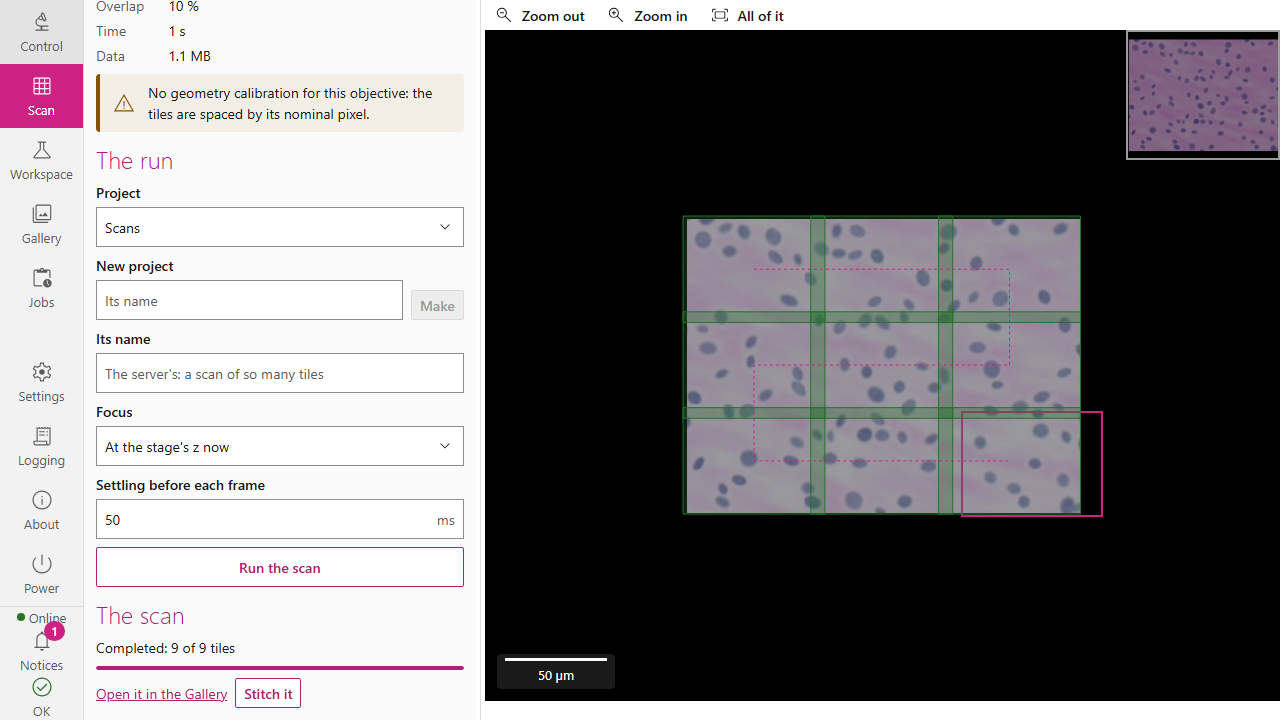 Control
Scan
Workspace
Gallery
Jobs
Settings
Logging
About
Power
Online
1
Notices
OK
Overlap 10 %
Time 1 s
Data 1.1 MB
No geometry calibration for this objective: the
tiles are spaced by its nominal pixel.
The run
Project
Scans
New project
Its name
Make
Its name
The server's: a scan of so many tiles
Focus
At the stage's z now
Settling before each frame
50 ms
Run the scan
The scan
Completed: 9 of 9 tiles
Open it in the Gallery
Stitch it
Zoom out
Zoom in
All of it
50 µm